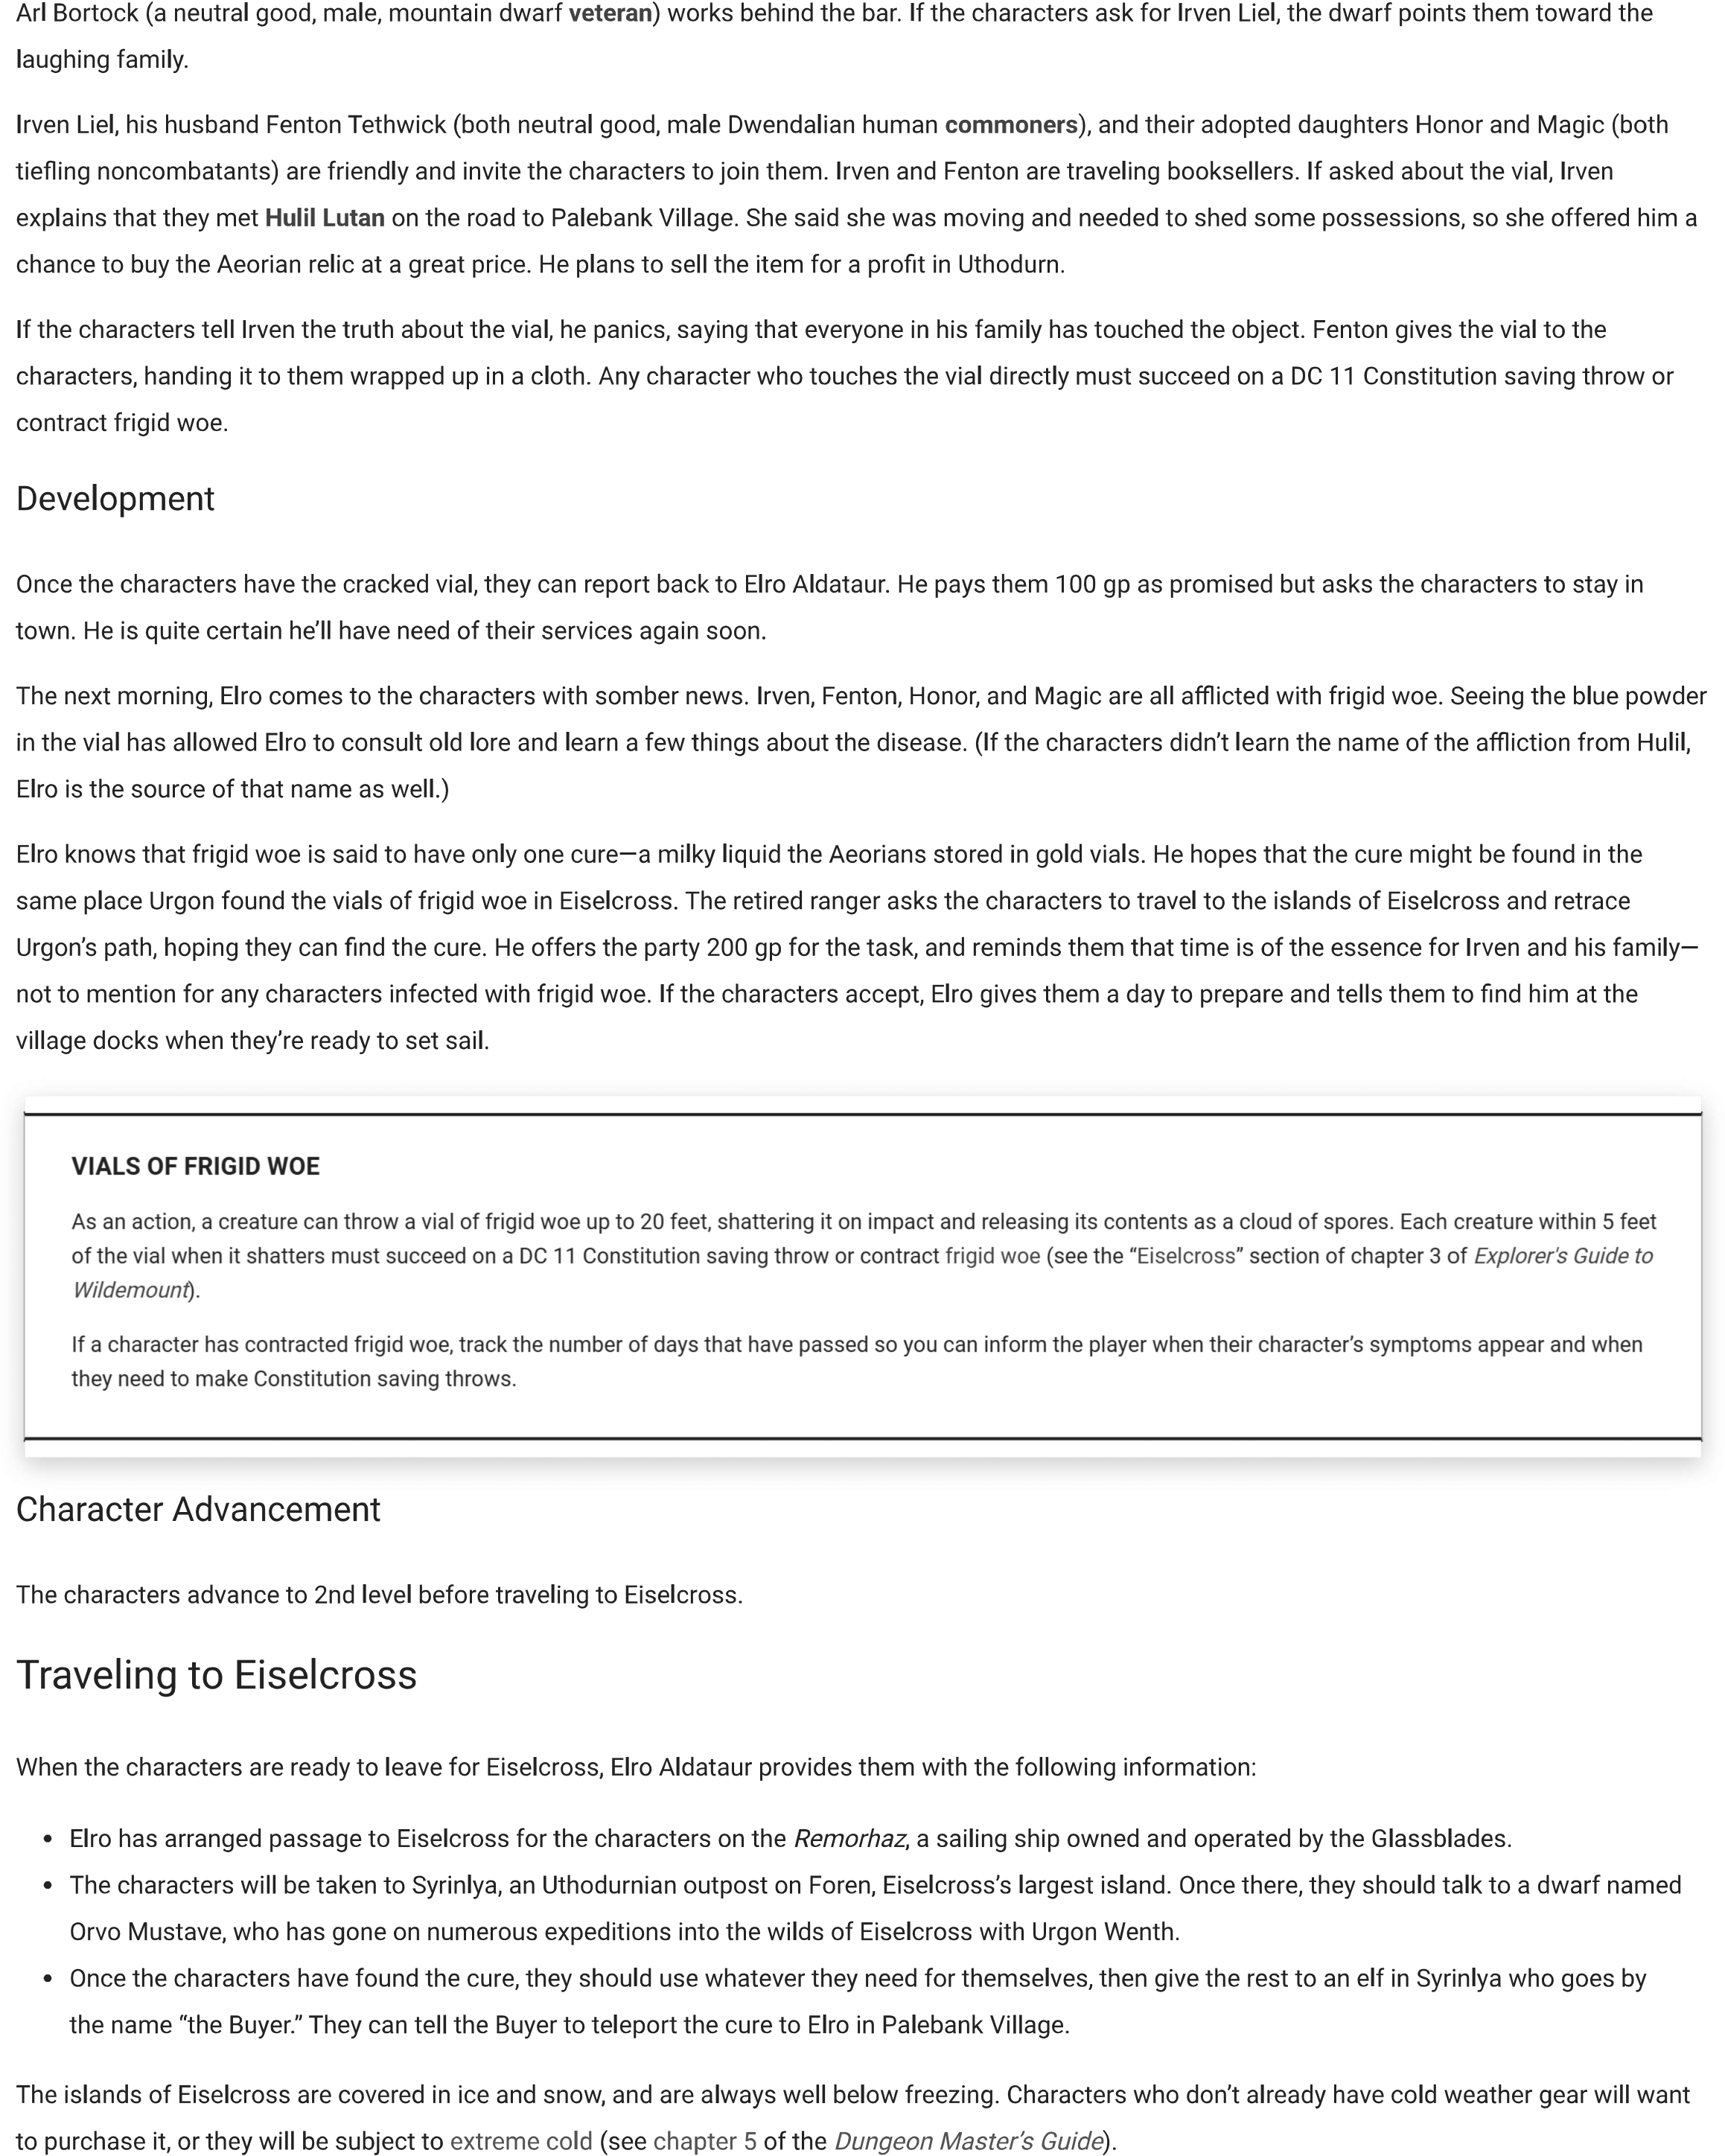 Arl Bortock (a neutral good, male, mountain dwarf veteran) works behind the bar. If the characters ask for Irven Liel, the dwarf points them toward the
laughing family.
Irven Liel, his husband Fenton Tethwick (both neutral good, male Dwendalian human commoners), and their adopted daughters Honor and Magic (both
tiefling noncombatants) are friendly and invite the characters to join them. Irven and Fenton are traveling booksellers. If asked about the vial, Irven
explains that they met Hulil Lutan on the road to Palebank Village. She said she was moving and needed to shed some possessions, so she offered him a
chance to buy the Aeorian relic at a great price. He plans to sell the item for a profit in Uthodurn.
If the characters tell Irven the truth about the vial, he panics, saying that everyone in his family has touched the object. Fenton gives the vial to the
characters, handing it to them wrapped up in a cloth. Any character who touches the vial directly must succeed on a DC 11 Constitution saving throw or
contract frigid woe.
Development
Once the characters have the cracked vial, they can report back to Elro Aldataur. He pays them 100 gp as promised but asks the characters to stay in
town. He is quite certain he’ll have need of their services again soon.
The next morning, Elro comes to the characters with somber news. Irven, Fenton, Honor, and Magic are all afflicted with frigid woe. Seeing the blue powder
in the vial has allowed Elro to consult old lore and learn a few things about the disease. (If the characters didn’t learn the name of the affliction from Hulil,
Elro is the source of that name as well.)
Elro knows that frigid woe is said to have only one cure—a milky liquid the Aeorians stored in gold vials. He hopes that the cure might be found in the
same place Urgon found the vials of frigid woe in Eiselcross. The retired ranger asks the characters to travel to the islands of Eiselcross and retrace
Urgon’s path, hoping they can find the cure. He offers the party 200 gp for the task, and reminds them that time is of the essence for Irven and his family—
not to mention for any characters infected with frigid woe. If the characters accept, Elro gives them a day to prepare and tells them to find him at the
village docks when they’re ready to set sail.
VIALS OF FRIGID WOE
As an action, a creature can throw a vial of frigid woe up to 20 feet, shattering it on impact and releasing its contents as a cloud of spores. Each creature within 5 feet
of the vial when it shatters must succeed on a DC 11 Constitution saving throw or contract frigid woe (see the “Eiselcross” section of chapter 3 of Explorer's Guide to
Wildemount).
If a character has contracted frigid woe, track the number of days that have passed so you can inform the player when their character’s symptoms appear and when
they need to make Constitution saving throws.
Character Advancement
The characters advance to 2nd level before traveling to Eiselcross.
Traveling to Eiselcross
When the characters are ready to leave for Eiselcross, Elro Aldataur provides them with the following information:
• Elro has arranged passage to Eiselcross for the characters on the Remorhaz, a sailing ship owned and operated by the Glassblades.
• The characters will be taken to Syrinlya, an Uthodurnian outpost on Foren, Eiselcross’s largest island. Once there, they should talk to a dwarf named
Orvo Mustave, who has gone on numerous expeditions into the wilds of Eiselcross with Urgon Wenth.
• Once the characters have found the cure, they should use whatever they need for themselves, then give the rest to an elf in Syrinlya who goes by
the name “the Buyer.” They can tell the Buyer to teleport the cure to Elro in Palebank Village.
The islands of Eiselcross are covered in ice and snow, and are always well below freezing. Characters who don’t already have cold weather gear will want
to purchase it, or they will be subject to extreme cold (see chapter 5 of the Dungeon Master’s Guide).